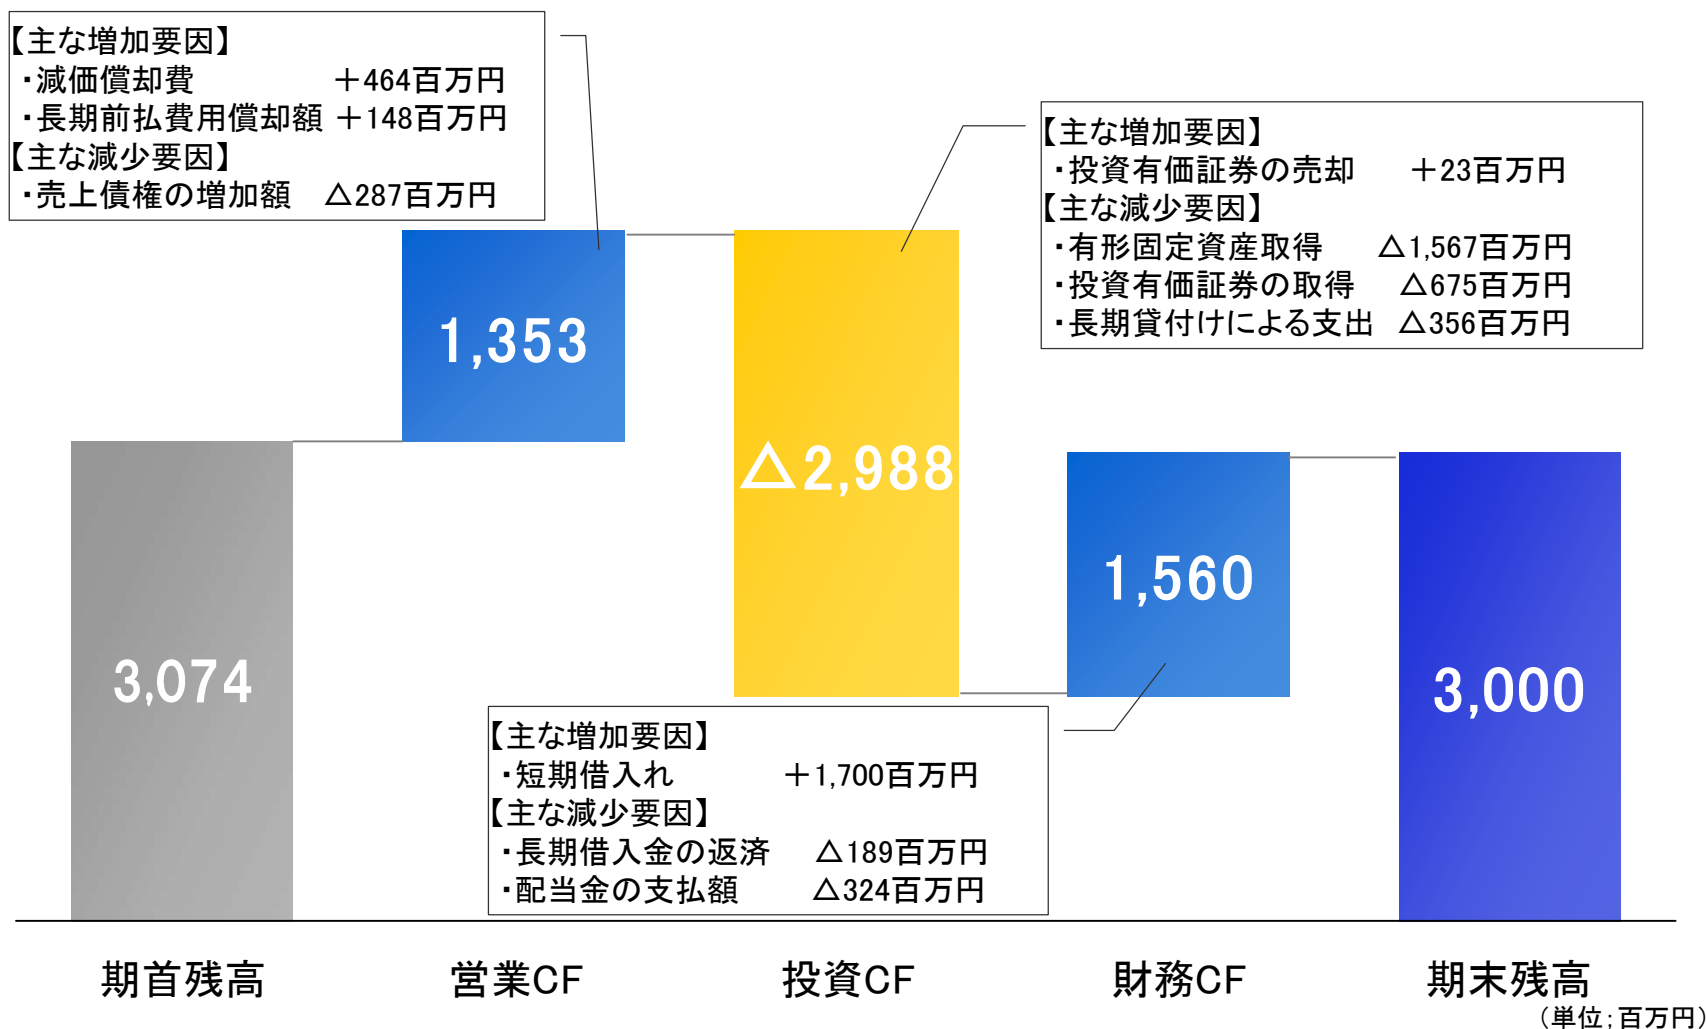 【主な増加要因】
・減価償却費 ＋464百万円
・長期前払費用償却額 ＋148百万円
【主な減少要因】
・売上債権の増加額 △287百万円
【主な増加要因】
・投資有価証券の売却 ＋23百万円
【主な減少要因】
・有形固定資産取得 △1,567百万円
・投資有価証券の取得 △675百万円
・長期貸付けによる支出 △356百万円
1,353
△2,988
1,560
3,074
3,000
【主な増加要因】
・短期借入れ ＋1,700百万円
【主な減少要因】
・長期借入金の返済 △189百万円
・配当金の支払額 △324百万円
期首残高 営業CF 投資CF 財務CF 期末残高
（単位；百万円）